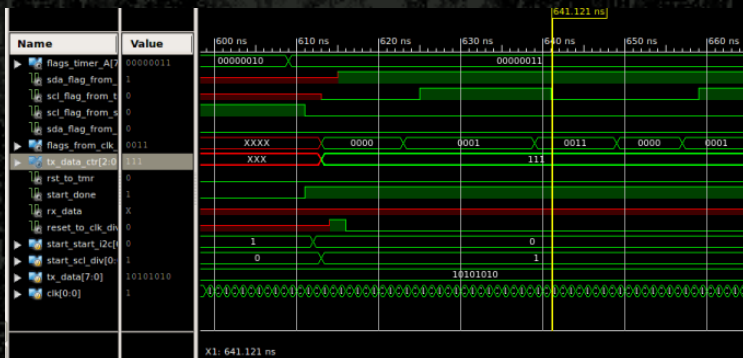 641.121 ns
Name Value
600 ns 610 ns 620 ns 630 ns 640 ns 650 ns 660 ns
flags_timer_A[7 00000011 00000010 00000011
sda_flag_from_ 1
scl_flag_from_t 0
scl_flag_from_s 0
sda_flag_from_ 0
flags_from_clk_ 0011 XXXX 0000 0001 0011 0000 0001
tx_data_ctr[2:0 111 XXX 111
rst_to_tmr 0
start_done 1
rx_data X
reset_to_clk_div 0
start_start_i2c[ 0 1 0
start_scl_div[0: 1 0 1
tx_data[7:0] 10101010 10101010
clk[0:0] 1
X1: 641.121 ns